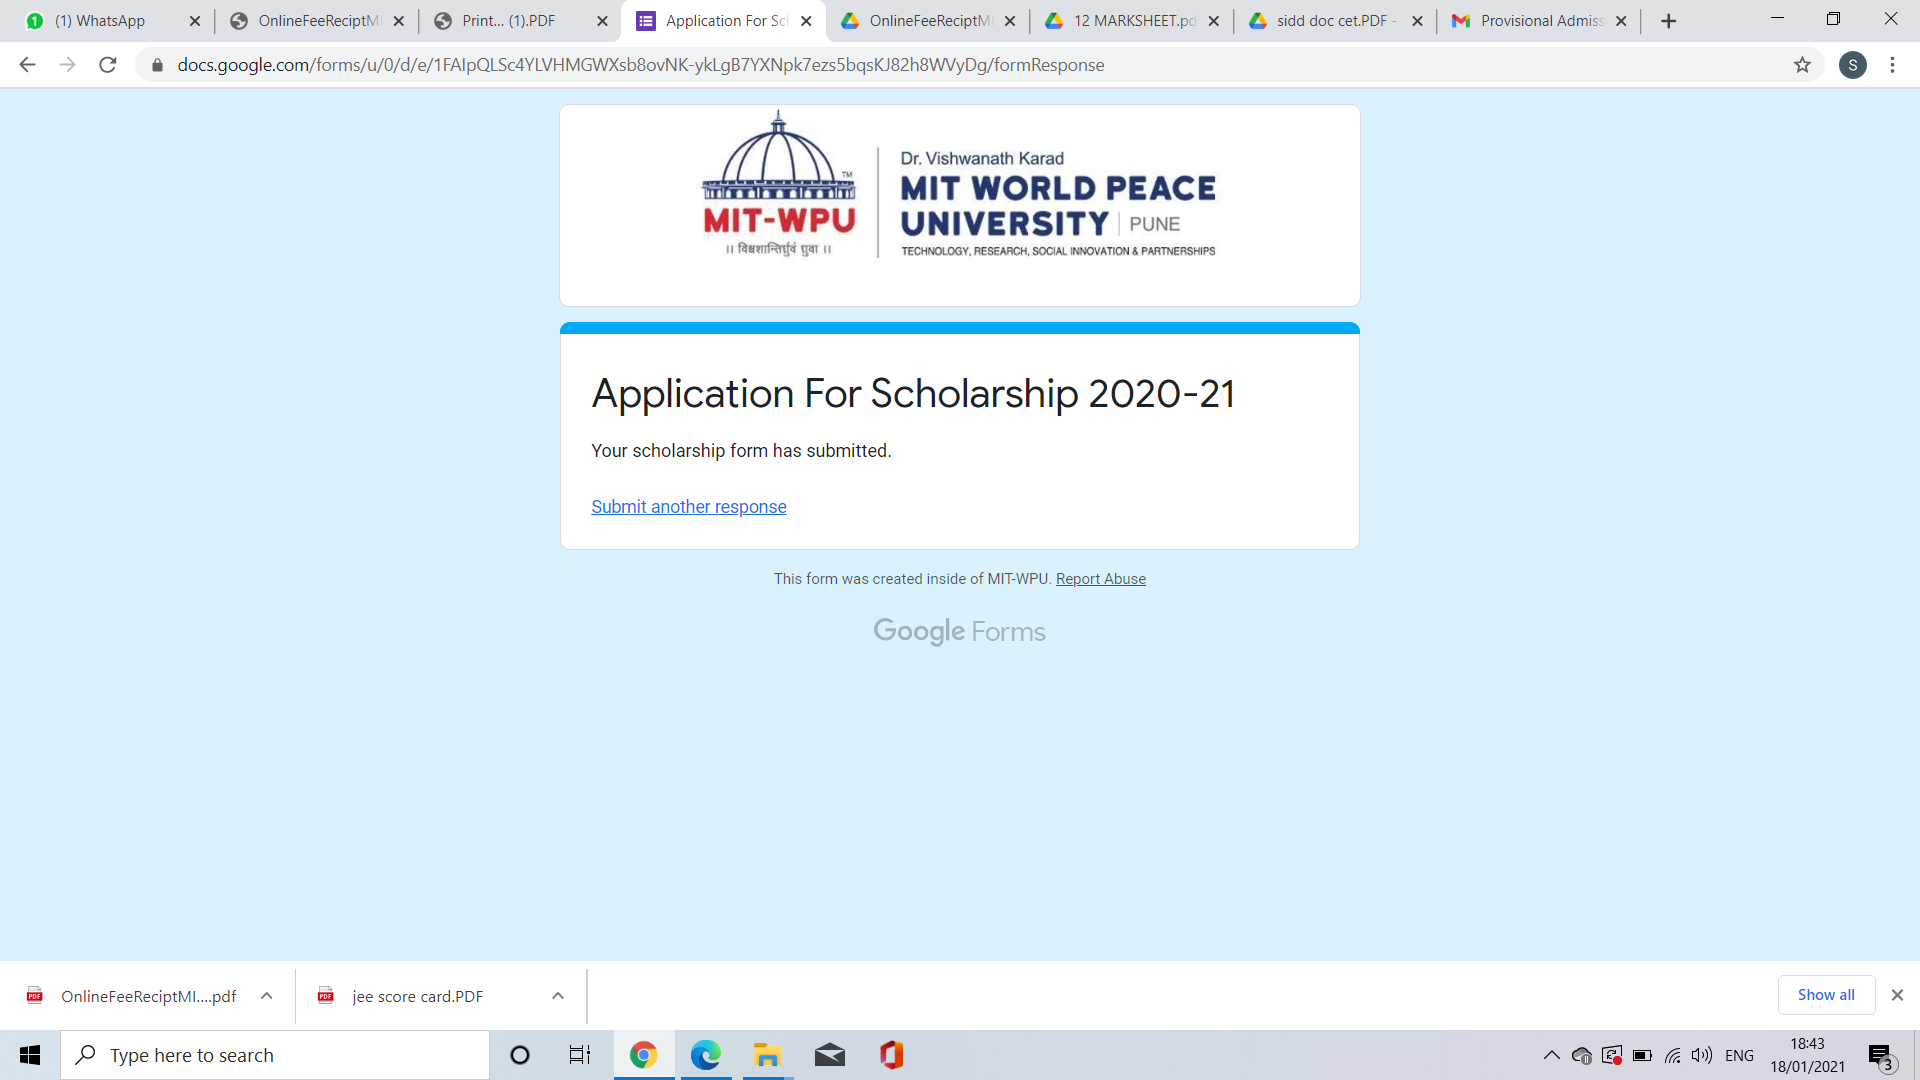 (1) WhatsApp
OnlineFeeReciptMI
Print... (1).PDF
Application For Sch
OnlineFeeReciptMI
12 MARKSHEET.pd
sidd doc cet.PDF -
Provisional Admiss
docs.google.com/forms/u/0/d/e/1FAIpQLSc4YLVHMGWXsb8ovNK-ykLgB7YXNpk7ezs5bqsKJ82h8WVyDg/formResponse
S
TM
MIT-WPU
।। विश्वशान्तिर्ध्रुवं ध्रुवा ।।
Dr. Vishwanath Karad
MIT WORLD PEACE
UNIVERSITY | PUNE
TECHNOLOGY, RESEARCH, SOCIAL INNOVATION & PARTNERSHIPS
Application For Scholarship 2020-21
Your scholarship form has submitted.
Submit another response
This form was created inside of MIT-WPU. Report Abuse
Google Forms
OnlineFeeReciptMI....pdf
jee score card.PDF
Show all
Type here to search
ENG
18:43
18/01/2021
3